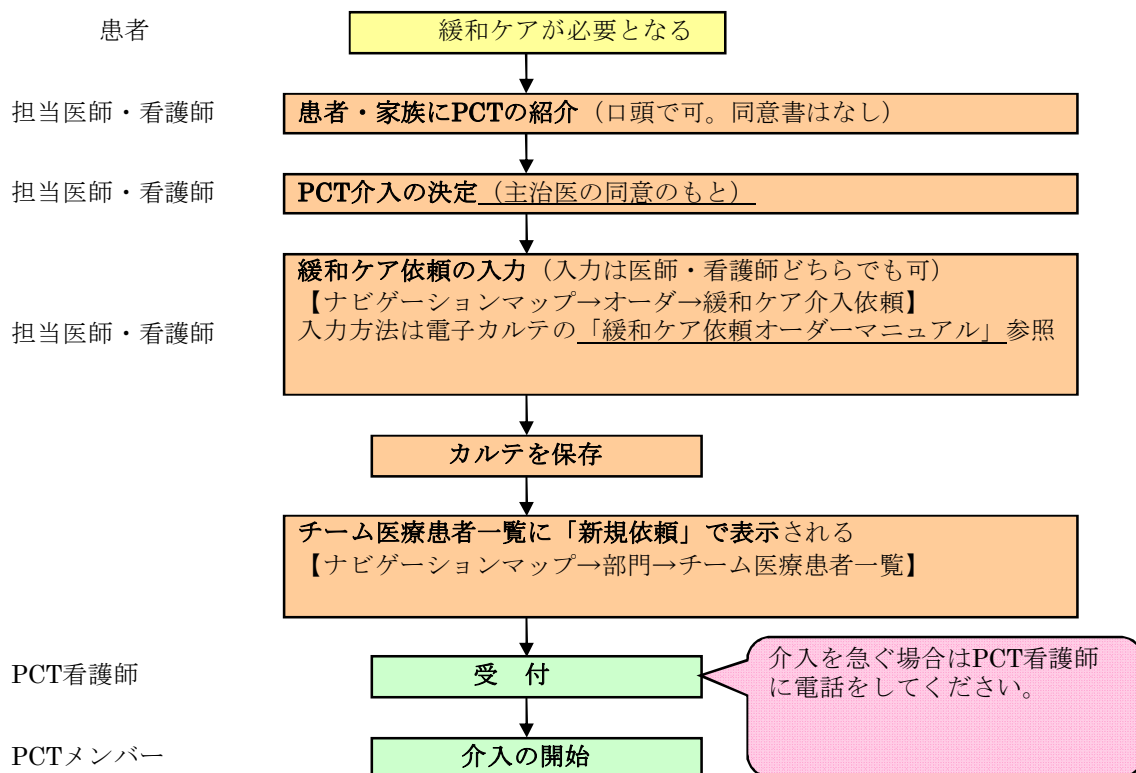 患者
緩和ケアが必要となる
担当医師・看護師
患者・家族にPCTの紹介（口頭で可。同意書はなし）
担当医師・看護師
PCT介入の決定（主治医の同意のもと）
緩和ケア依頼の入力（入力は医師・看護師どちらでも可）
【ナビゲーションマップ→オーダ→緩和ケア介入依頼】
担当医師・看護師
入力方法は電子カルテの「緩和ケア依頼オーダーマニュアル」参照
カルテを保存
チーム医療患者一覧に「新規依頼」で表示される
【ナビゲーションマップ→部門→チーム医療患者一覧】
PCT看護師
受　付
介入を急ぐ場合はPCT看護師
に電話をしてください。
PCTメンバー
介入の開始